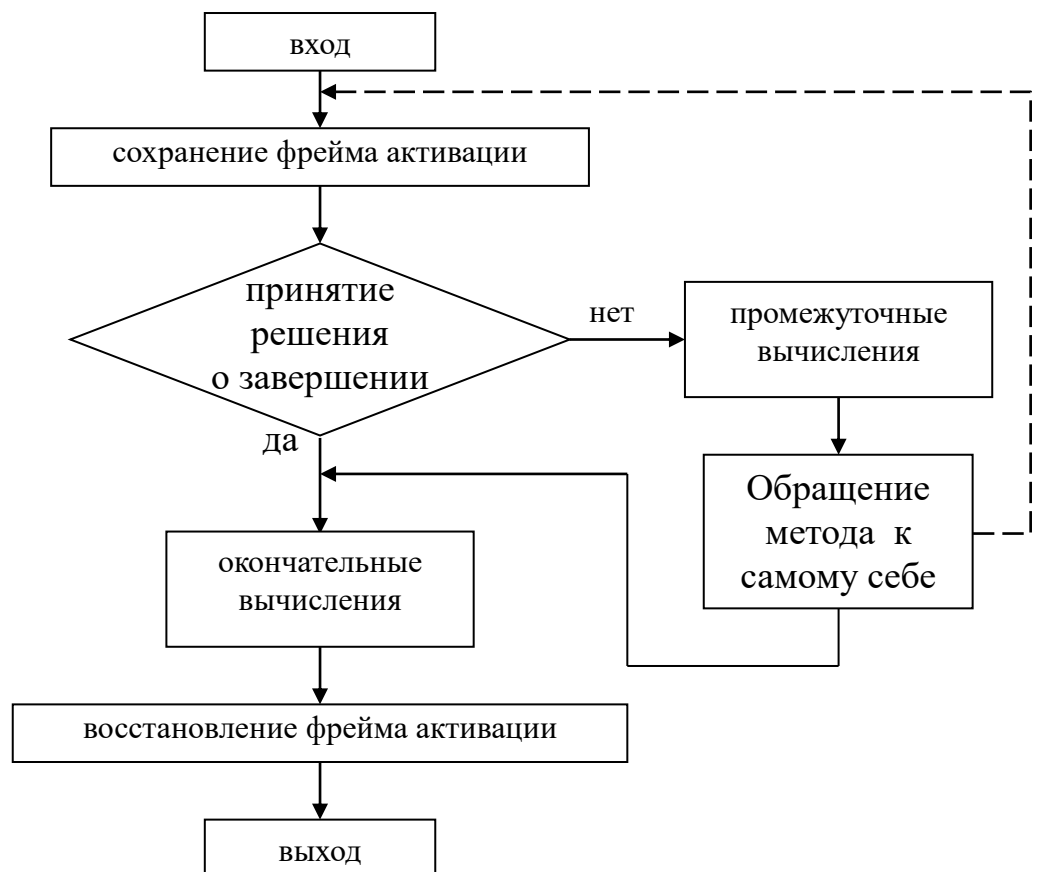 вход
сохранение фрейма активации
принятие
решения
о завершении
нет
промежуточные
вычисления
да
Обращение
метода к
самому себе
окончательные
вычисления
восстановление фрейма активации
выход